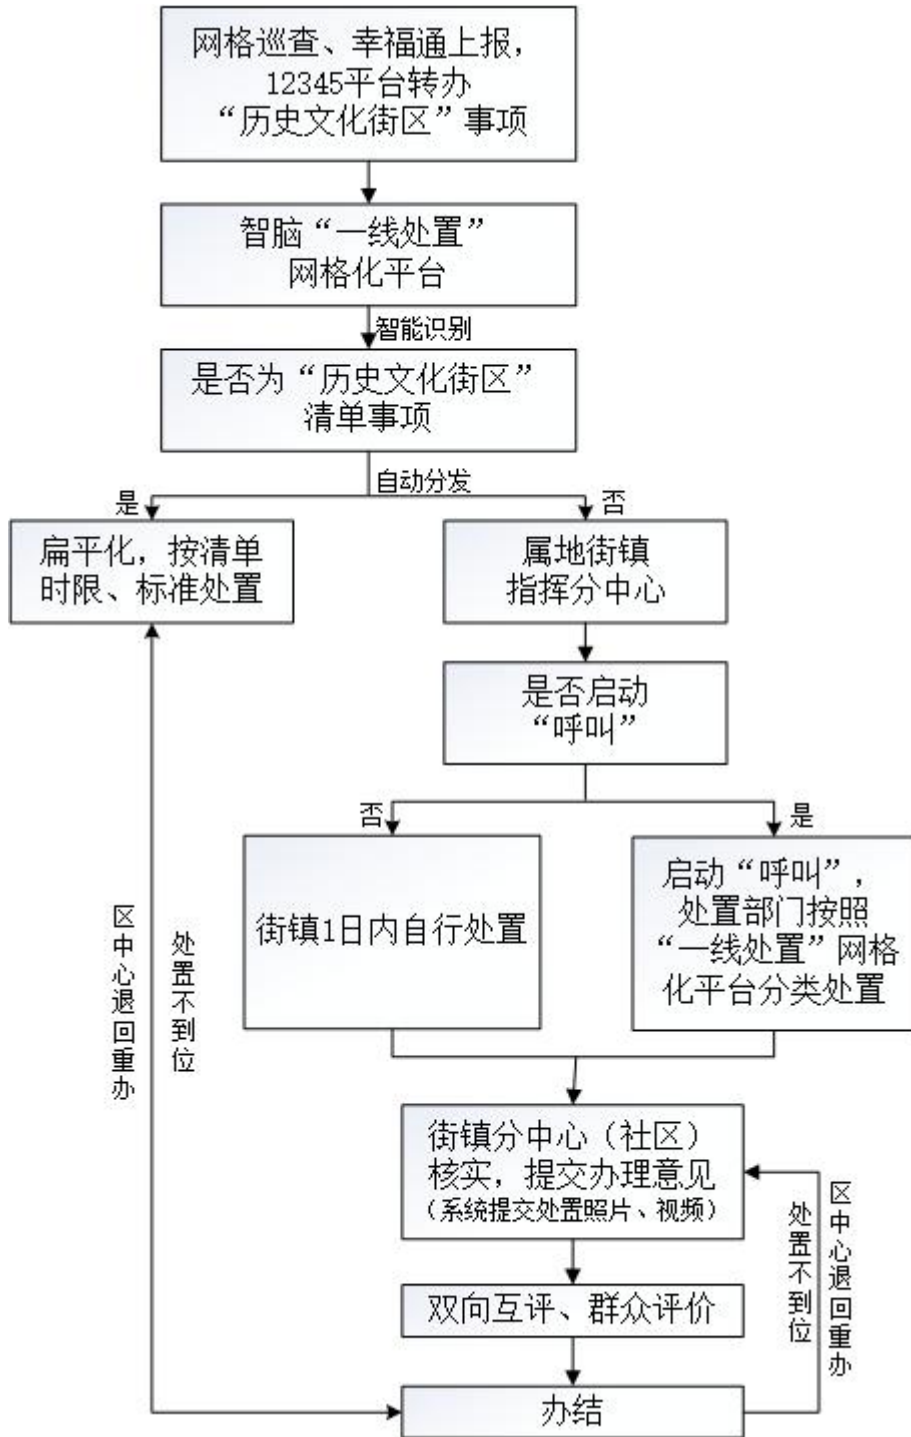 网格巡查、幸福通上报，
12345平台转办
“历史文化街区”事项
智脑“一线处置”
网格化平台
智能识别
是否为“历史文化街区”
清单事项
自动分发
是
否
扁平化，按清单
时限、标准处置
属地街镇
指挥分中心
是否启动
“呼叫”
否
是
街镇1日内自行处置
启动“呼叫”，
处置部门按照
“一线处置”网格
化平台分类处置
区中心退回重办
处置不到位
街镇分中心（社区）
核实，提交办理意见
（系统提交处置照片、视频）
处置不到位
区中心退回重办
双向互评、群众评价
办结